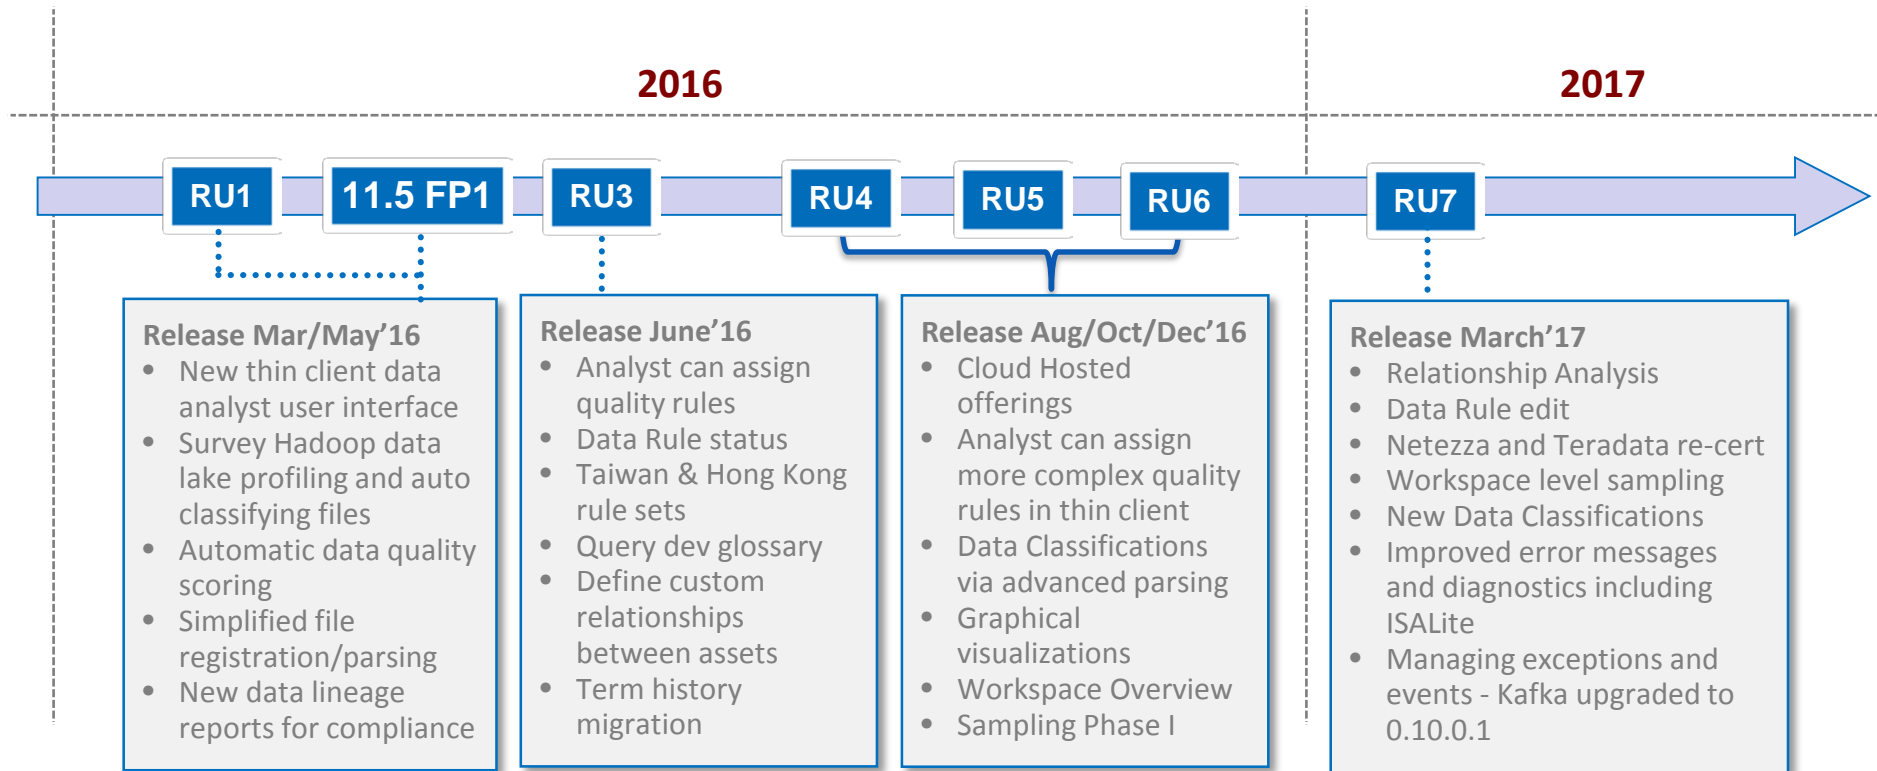 2016
2017
RU1
11.5 FP1
RU3
RU4
RU5
RU6
RU7
Release Mar/May’16
• New thin client data
analyst user interface
• Survey Hadoop data
lake profiling and auto
classifying files
• Automatic data quality
scoring
• Simplified file
registration/parsing
• New data lineage
reports for compliance
Release June’16
• Analyst can assign
quality rules
• Data Rule status
• Taiwan & Hong Kong
rule sets
• Query dev glossary
• Define custom
relationships
between assets
• Term history
migration
Release Aug/Oct/Dec’16
• Cloud Hosted
offerings
• Analyst can assign
more complex quality
rules in thin client
• Data Classifications
via advanced parsing
• Graphical
visualizations
• Workspace Overview
• Sampling Phase I
Release March’17
• Relationship Analysis
• Data Rule edit
• Netezza and Teradata re-cert
• Workspace level sampling
• New Data Classifications
• Improved error messages
and diagnostics including
ISALite
• Managing exceptions and
events - Kafka upgraded to
0.10.0.1